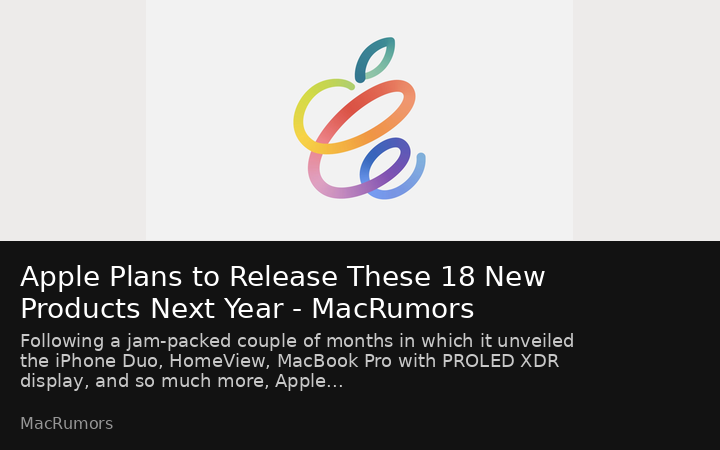 Apple Plans to Release These 18 New
Products Next Year - MacRumors
Following a jam-packed couple of months in which it unveiled
the iPhone Duo, HomeView, MacBook Pro with PROLED XDR
display, and so much more, Apple...
MacRumors